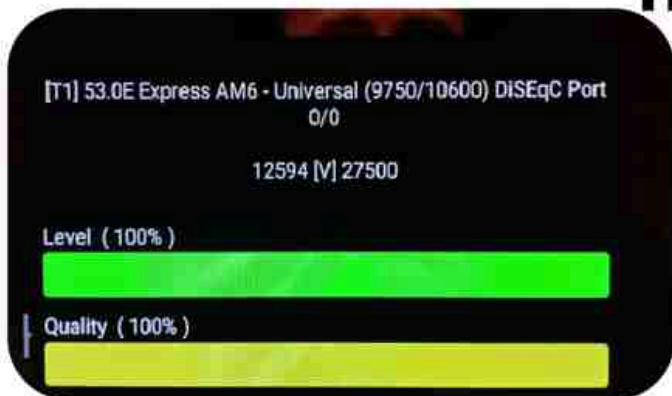 [T1] 53.0E Express AM6 - Universal (9750/10600) DiSEqC Port
0/0
12594 [V] 27500
Level ( 100% )
Quality ( 100% )